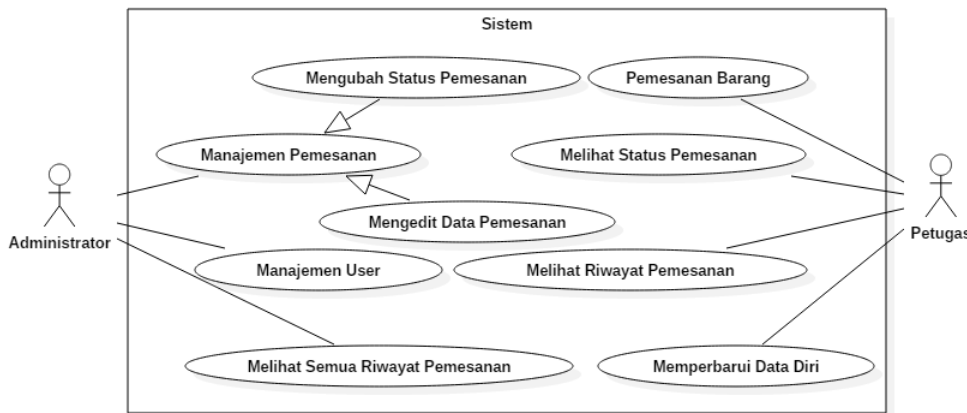 Sistem
Mengubah Status Pemesanan
Pemesanan Barang
Manajemen Pemesanan
Melihat Status Pemesanan
Mengedit Data Pemesanan
Administrator
Petugas
Manajemen User
Melihat Riwayat Pemesanan
Melihat Semua Riwayat Pemesanan
Memperbarui Data Diri